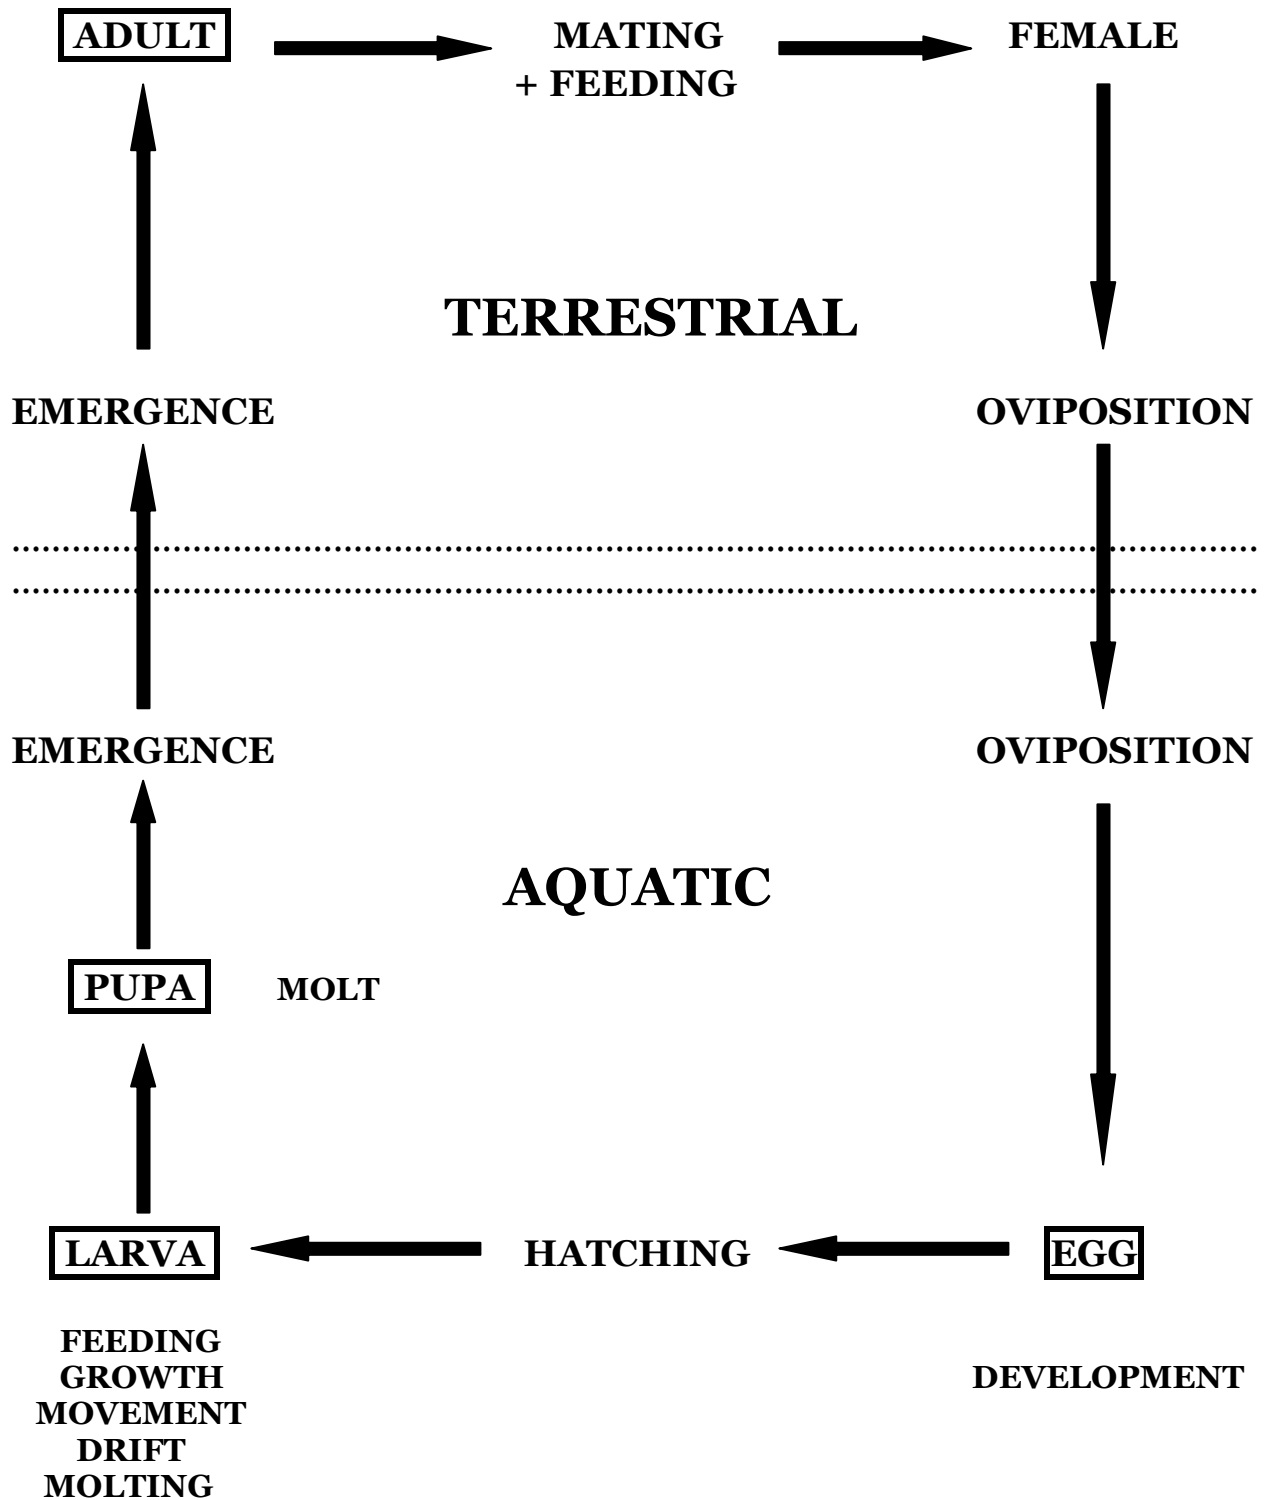 ADULT
MATING
FEMALE
+ FEEDING
TERRESTRIAL
EMERGENCE
OVIPOSITION
EMERGENCE
OVIPOSITION
AQUATIC
PUPA
MOLT
LARVA
HATCHING
EGG
FEEDING
GROWTH
DEVELOPMENT
MOVEMENT
DRIFT
MOLTING